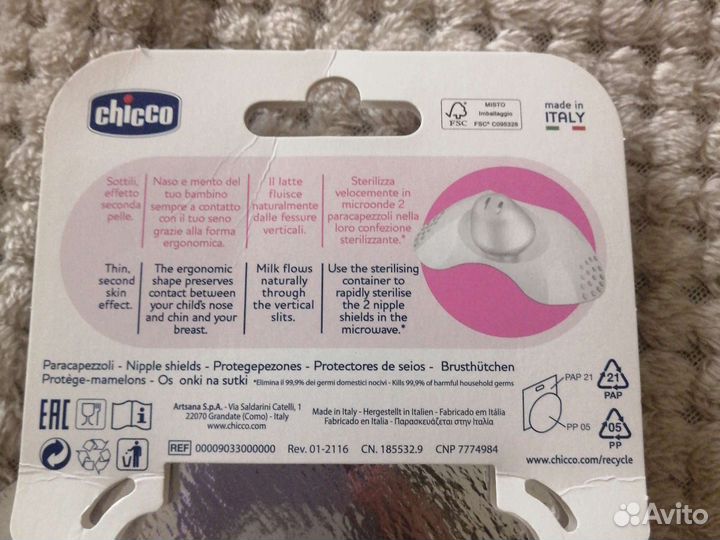 chicco
FSC
MISTO
Imballaggio
FSC® C095328
made in
ITALY
Sottili,
effetto
seconda
pelle.
Naso e mento del
tuo bambino
sempre a contatto
con il tuo seno
grazie alla forma
ergonomica.
Il latte
fluisce
naturalmente
dalle fessure
verticali.
Sterilizza
velocemente in
microonde 2
paracapezzoli nella
loro confezione
sterilizzante.*
Thin,
second
skin
effect.
The ergonomic
shape preserves
contact between
your child's nose
and chin and your
breast.
Milk flows
naturally
through
the vertical
slits.
Use the sterilising
container to
rapidly sterilise
the 2 nipple
shields in the
microwave.*
Paracapezzoli - Nipple shields - Protegepezones - Protectores de seios - Brusthütchen
Protège-mamelons - Os onki na sutki *Elimina il 99,9% dei germi domestici nocivi - Kills 99,9% of harmful household germs
EAC
Artsana S.p.A. - Via Saldarini Catelli, 1
22070 Grandate (Como) - Italy
www.chicco.com
Made in Italy - Hergestellt in Italien - Fabricado em Itália
Fabricado en Italia - Παρασκευάζεται στην Ιταλία
REF 00009033000000 Rev. 01-2116 CN. 185532.9 CNP 7774984
PAP 21
PP 05
21
PAP
05
PP
www.chicco.com/recycle
Avito